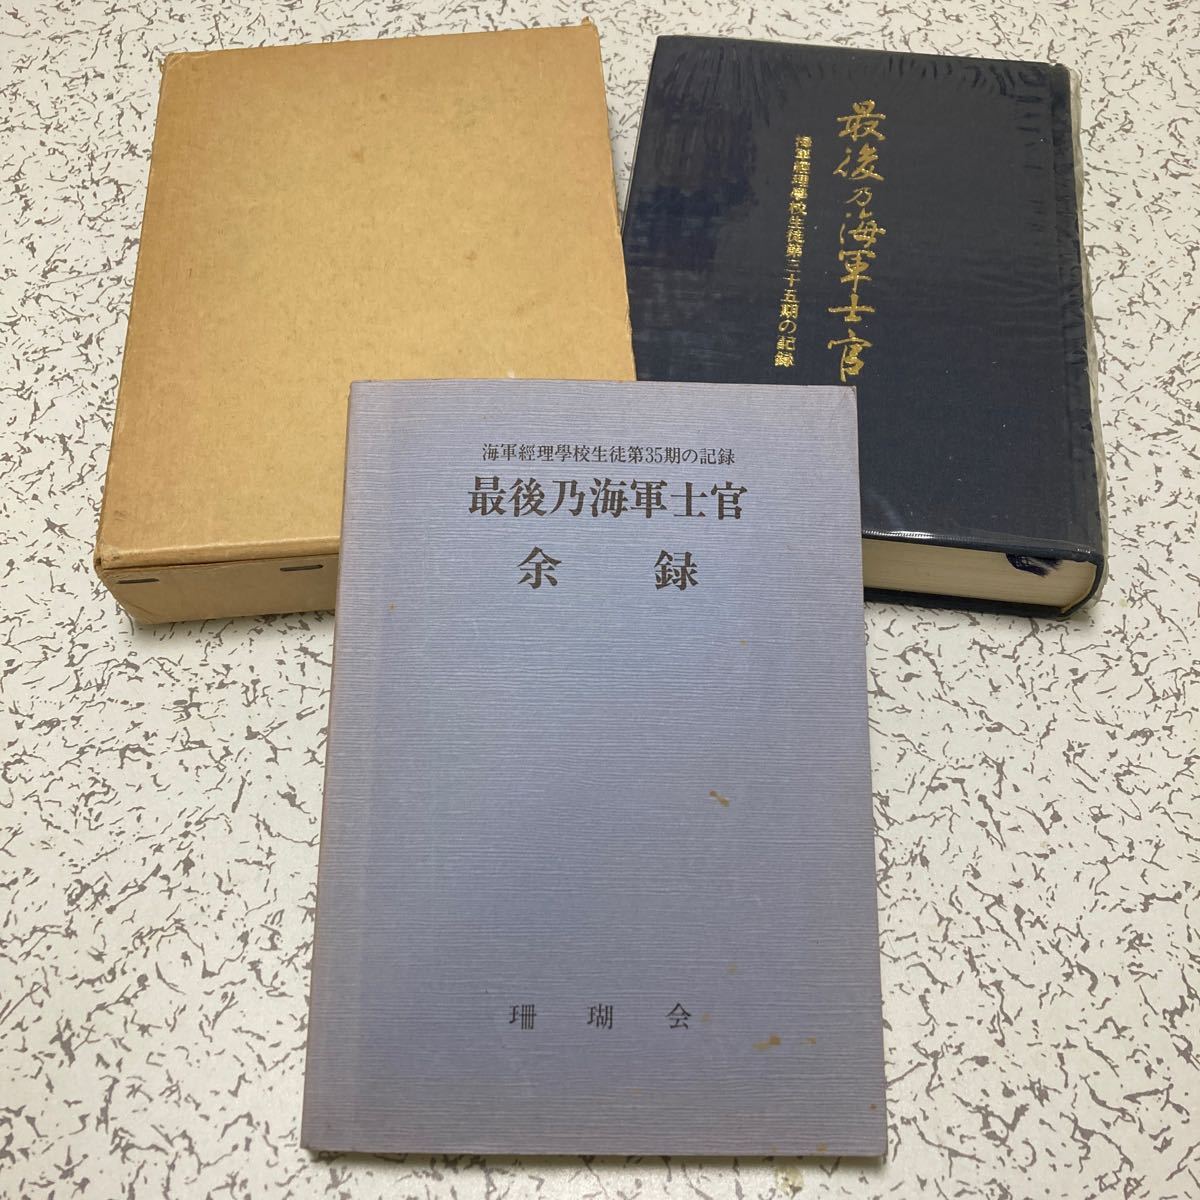 最後乃海軍士官
海軍経理學校生徒第三十五期の記録
海軍經理學校生徒第35期の記録
最後乃海軍士官
余録
珊瑚会